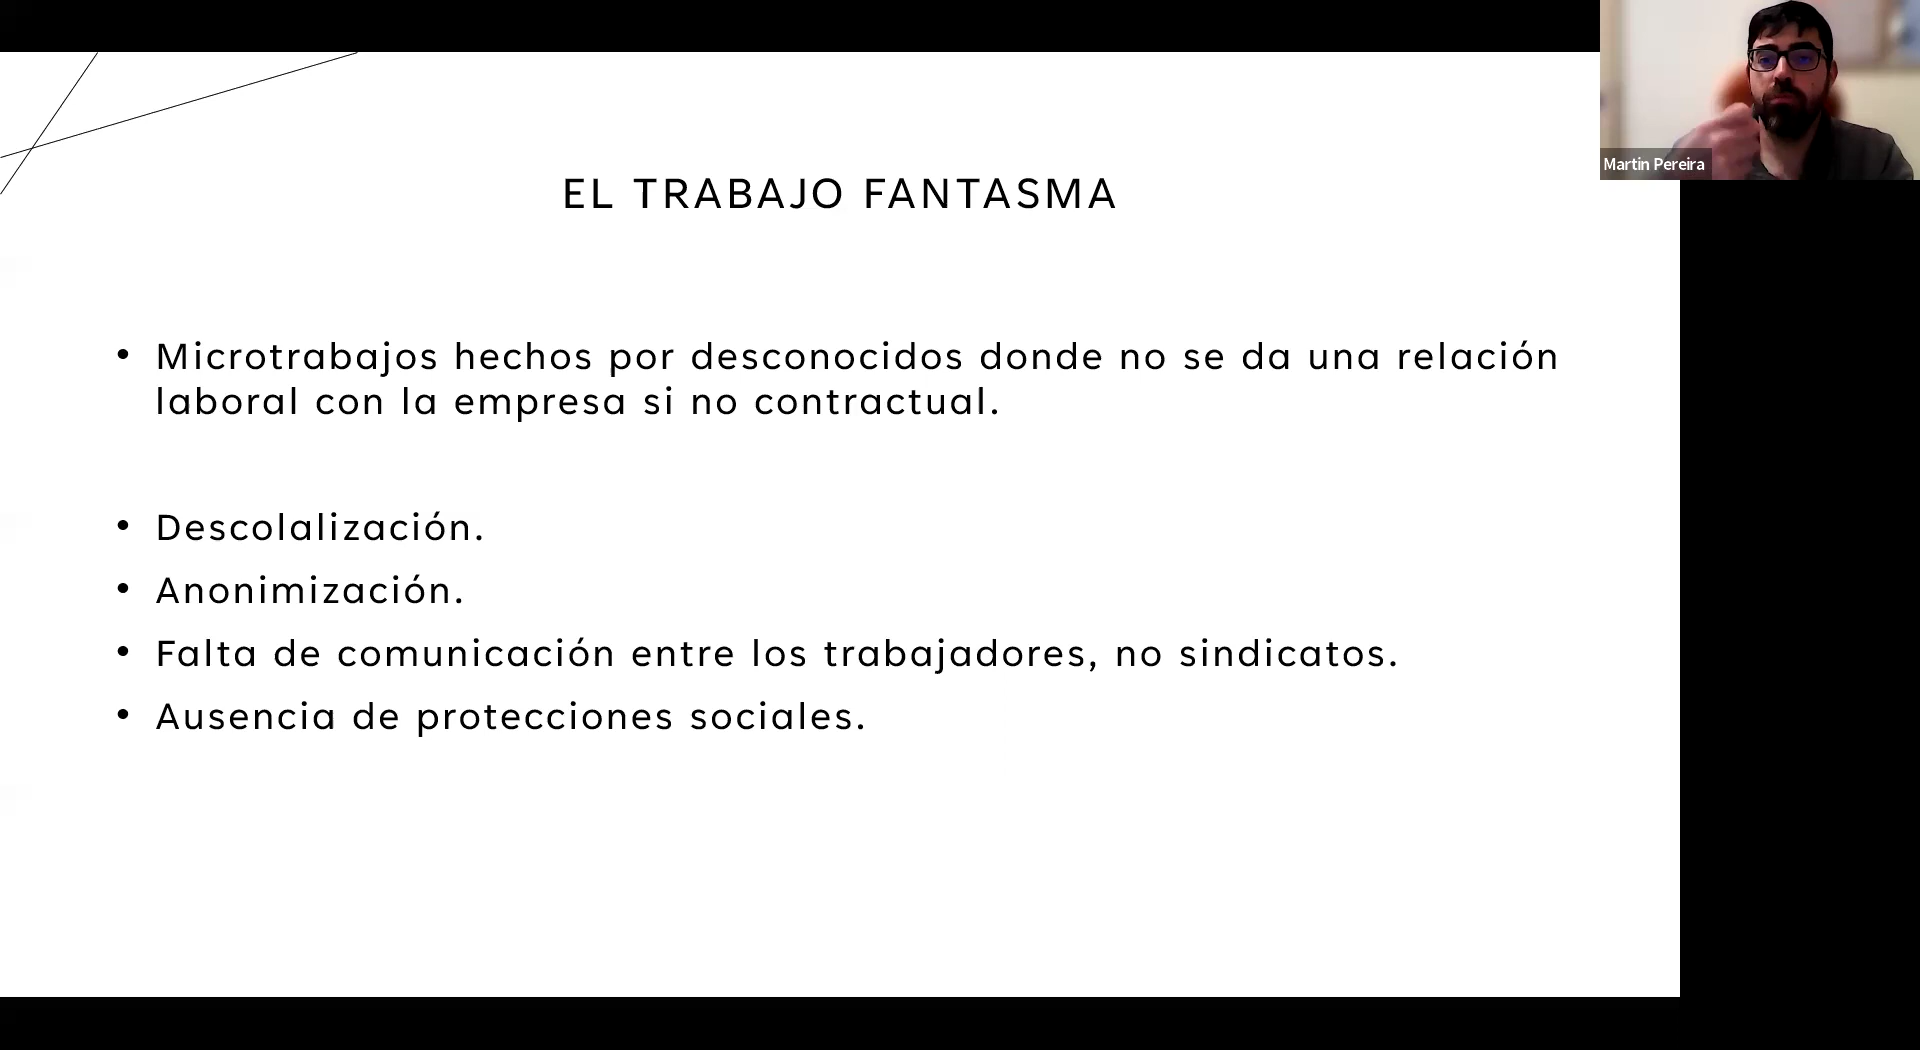 EL TRABAJO FANTASMA
• Microtrabajos hechos por desconocidos donde no se da una relación
laboral con la empresa si no contractual.
• Descolalización.
• Anonimización.
• Falta de comunicación entre los trabajadores, no sindicatos.
• Ausencia de protecciones sociales.
Martin Pereira